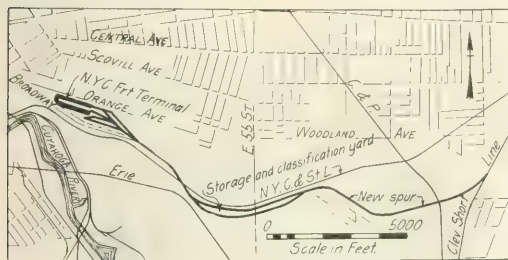 CENTRAL AVE
SCOVILL AVE
N.Y.C Frt Terminal
ORANGE AVE
BROADWAY
CUYAHOGA RIVER
Erie
E. 55 ST
C & P.
WOODLAND AVE
Storage and classification yard
N.Y.C. & St L.
New spur
Clev Short Line
0 5000
Scale in Feet.